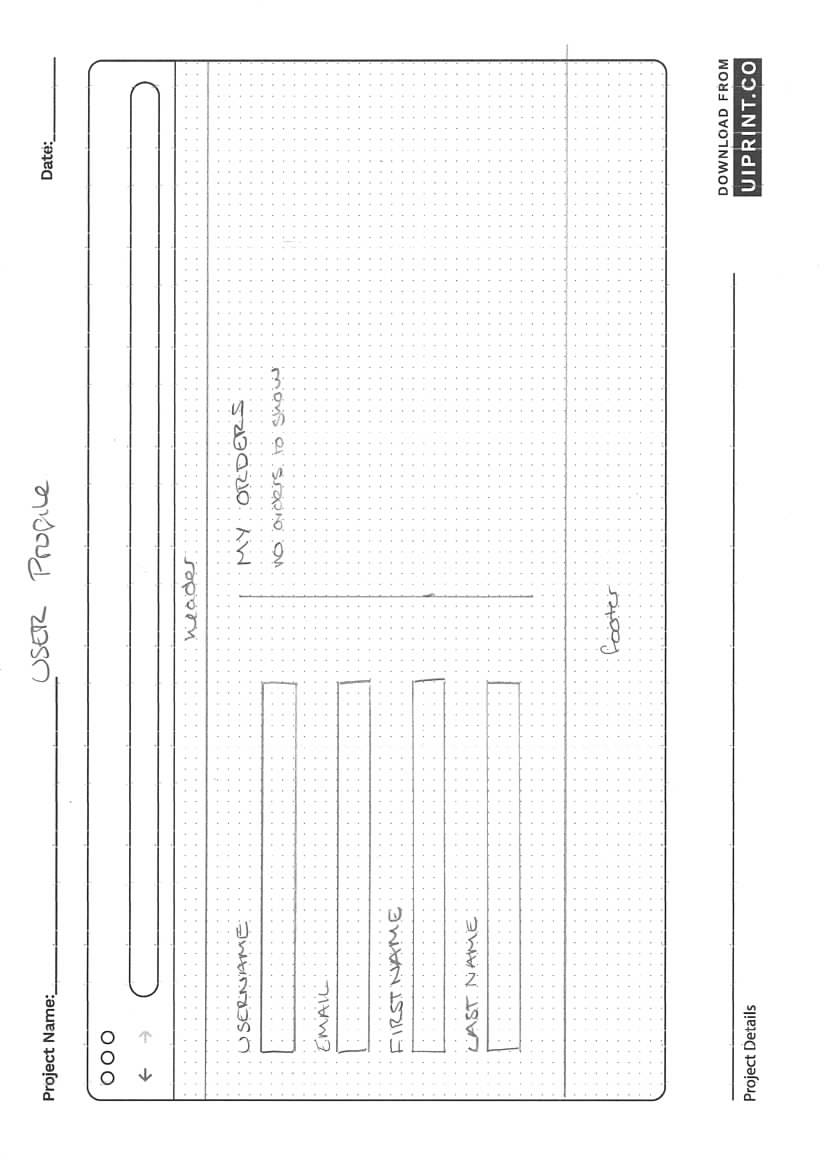 Project Name: USER Profile
Date:
header
USERNAME
EMAIL
FIRST NAME
LAST NAME
MY ORDERS
no orders to show
footer
Project Details
DOWNLOAD FROM
UIPRINT.CO